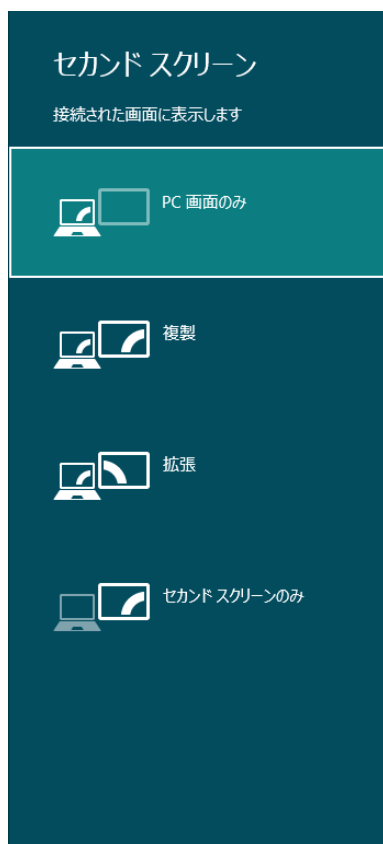 セカンド スクリーン
接続された画面に表示します
PC 画面のみ
複製
拡張
セカンド スクリーンのみ